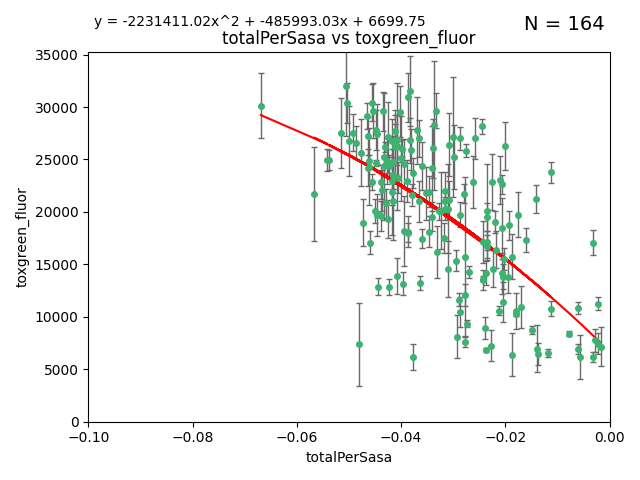 y = -2231411.02x^2 + -485993.03x + 6699.75
N = 164
totalPerSasa vs toxgreen_fluor
35000
30000
25000
20000
15000
10000
5000
0
toxgreen_fluor
−0.10 −0.08 −0.06 −0.04 −0.02 0.00
totalPerSasa